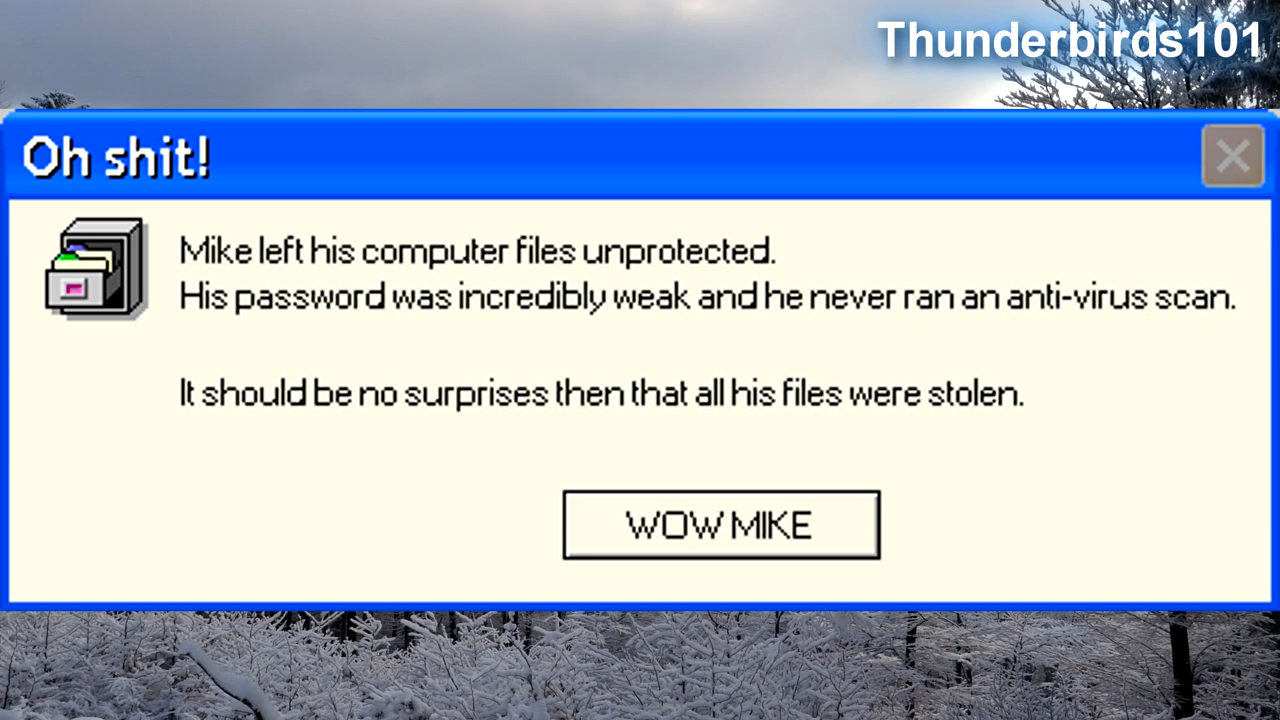 Thunderbirds101
Oh shit!
Mike left his computer files unprotected.
His password was incredibly weak and he never ran an anti-virus scan.
It should be no surprises then that all his files were stolen.
WOW MIKE